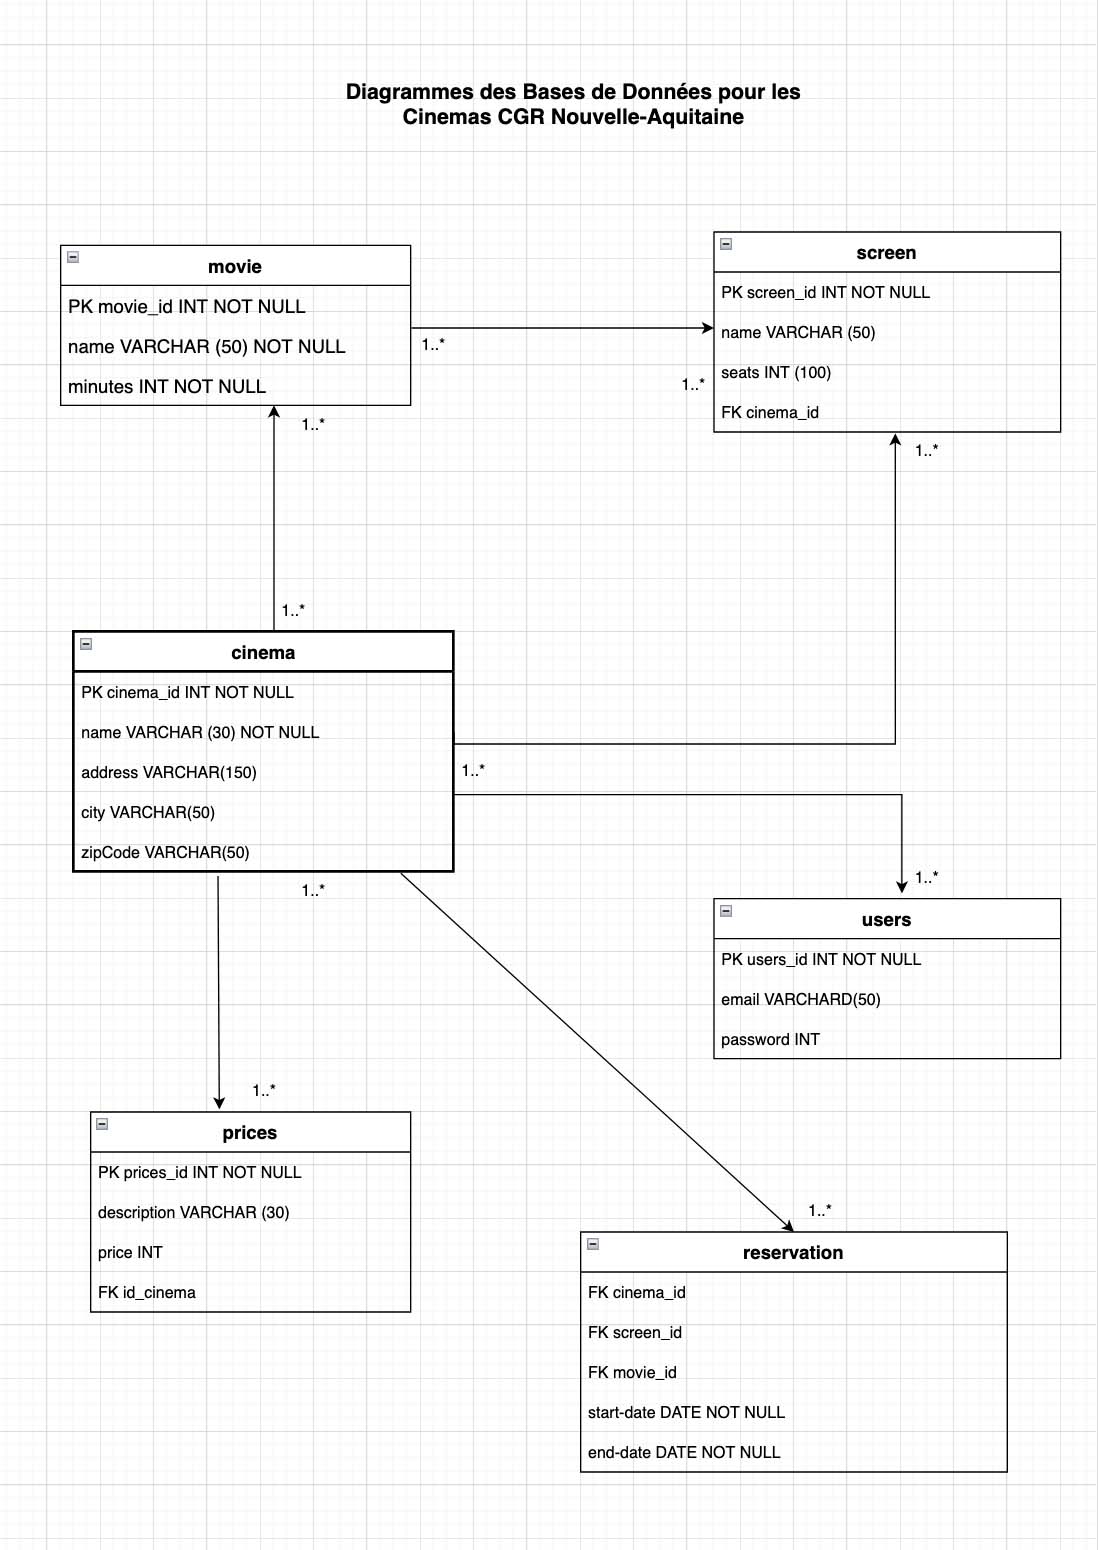 Diagrammes des Bases de Données pour les
Cinemas CGR Nouvelle-Aquitaine
movie
PK movie_id INT NOT NULL
name VARCHAR (50) NOT NULL
minutes INT NOT NULL
screen
PK screen_id INT NOT NULL
name VARCHAR (50)
seats INT (100)
FK cinema_id
1..*
1..*
1..*
1..*
1..*
cinema
PK cinema_id INT NOT NULL
name VARCHAR (30) NOT NULL
address VARCHAR(150)
city VARCHAR(50)
zipCode VARCHAR(50)
1..*
1..*
1..*
users
PK users_id INT NOT NULL
email VARCHARD(50)
password INT
1..*
prices
PK prices_id INT NOT NULL
description VARCHAR (30)
price INT
FK id_cinema
1..*
reservation
FK cinema_id
FK screen_id
FK movie_id
start-date DATE NOT NULL
end-date DATE NOT NULL